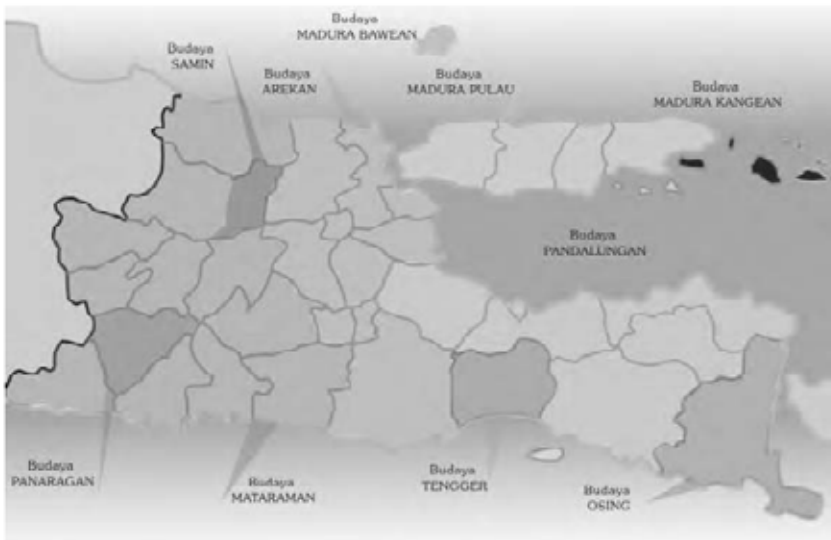 Budaya
MADURA BAWEAN
Budaya
SAMIN
Budaya
AREKAN
Budaya
MADURA PULAU
Budaya
MADURA KANGEAN
Budaya
PANDALUNGAN
Budaya
PANARAGAN
Budaya
MATARAMAN
Budaya
TENGGER
Budaya
OSING